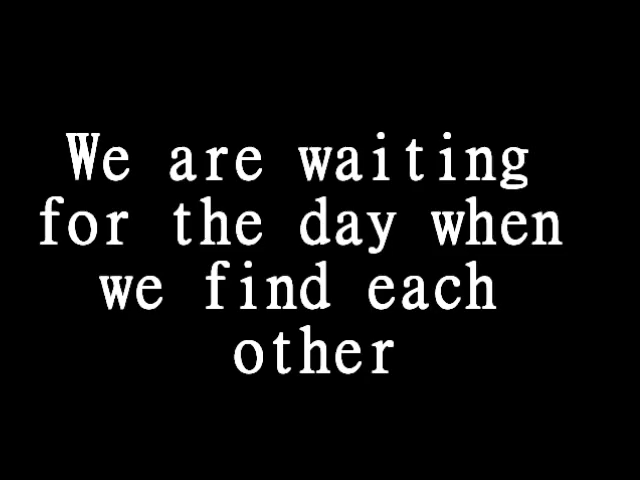 We are waiting
for the day when
we find each
other